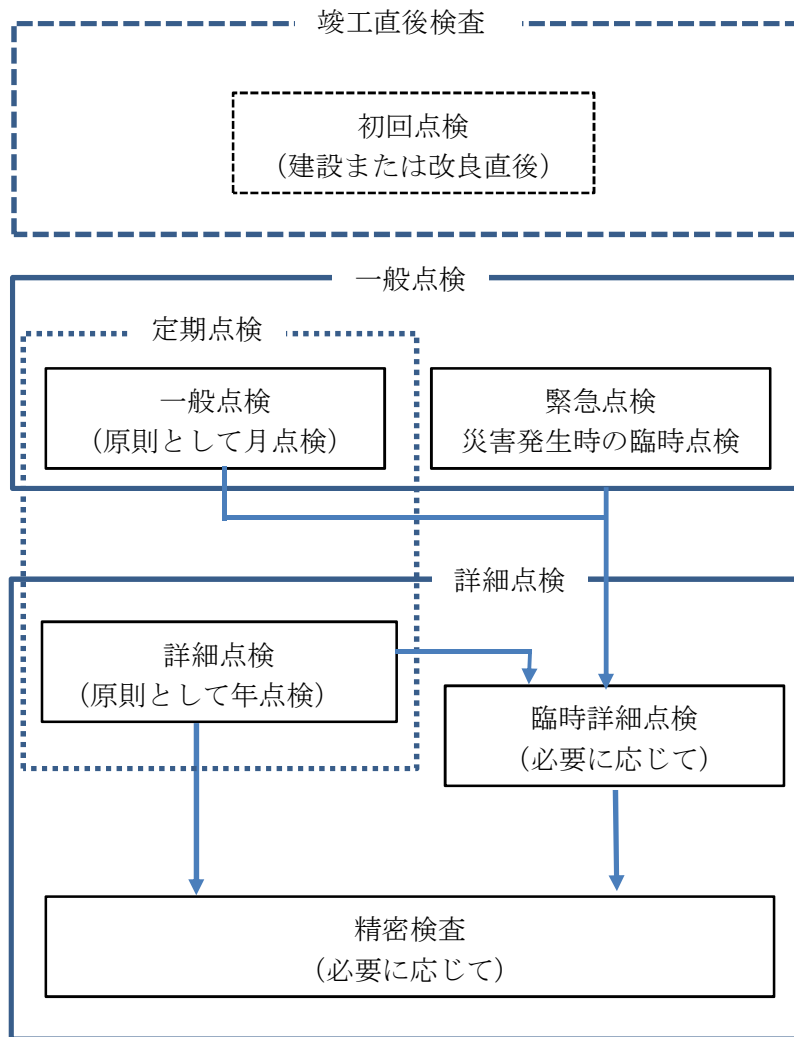 竣工直後検査
初回点検
(建設または改良直後)
一般点検
定期点検
一般点検
(原則として月点検)
緊急点検
災害発生時の臨時点検
詳細点検
詳細点検
(原則として年点検)
臨時詳細点検
(必要に応じて)
精密検査
(必要に応じて)